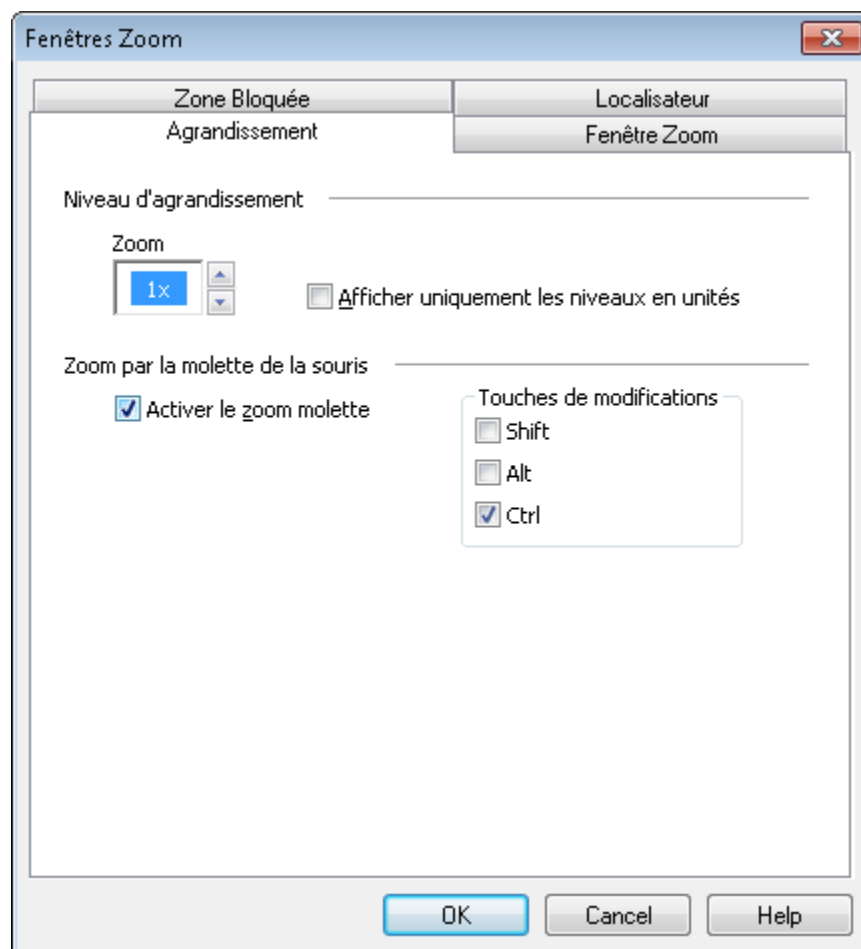 Fenêtres Zoom
Zone Bloquée
Localisateur
Agrandissement
Fenêtre Zoom
Niveau d'agrandissement
Zoom
1x
Afficher uniquement les niveaux en unités
Zoom par la molette de la souris
Activer le zoom molette
Touches de modifications
Shift
Alt
Ctrl
OK
Cancel
Help